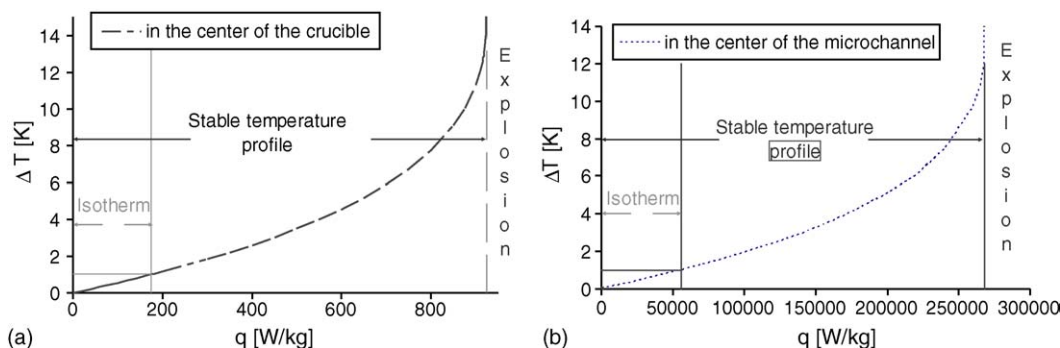 14
12
10
8
6
4
2
0
Δ T [K]
in the center of the crucible
Stable temperature
profile
Isotherm
Explosion
0
200
400
600
800
q [W/kg]
(a)
14
12
10
8
6
4
2
0
ΔT [K]
in the center of the microchannel
Stable temperature
profile
Isotherm
Explosion
0
50000
100000
150000
200000
250000
300000
q [W/kg]
(b)